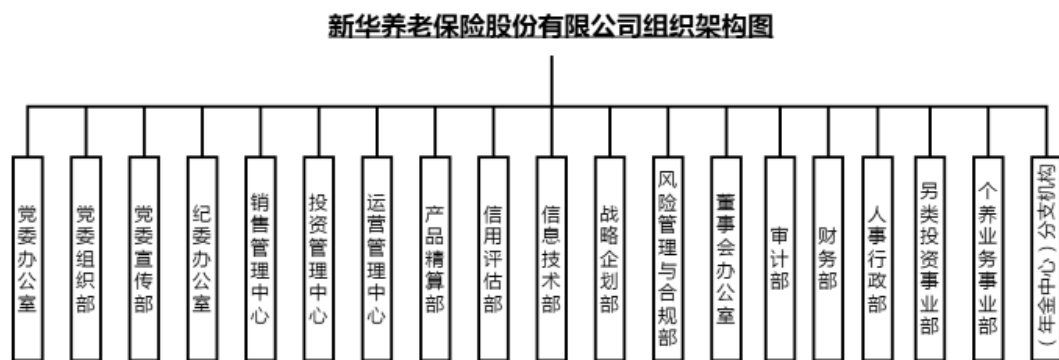 新华养老保险股份有限公司组织架构图
党委办公室
党委组织部
党委宣传部
纪委办公室
销售管理中心
投资管理中心
运营管理中心
产品精算部
信用评估部
信息技术部
战略企划部
风险管理与合规部
董事会办公室
审计部
财务部
人事行政部
另类投资事业部
个养业务事业部
（年金中心）分支机构